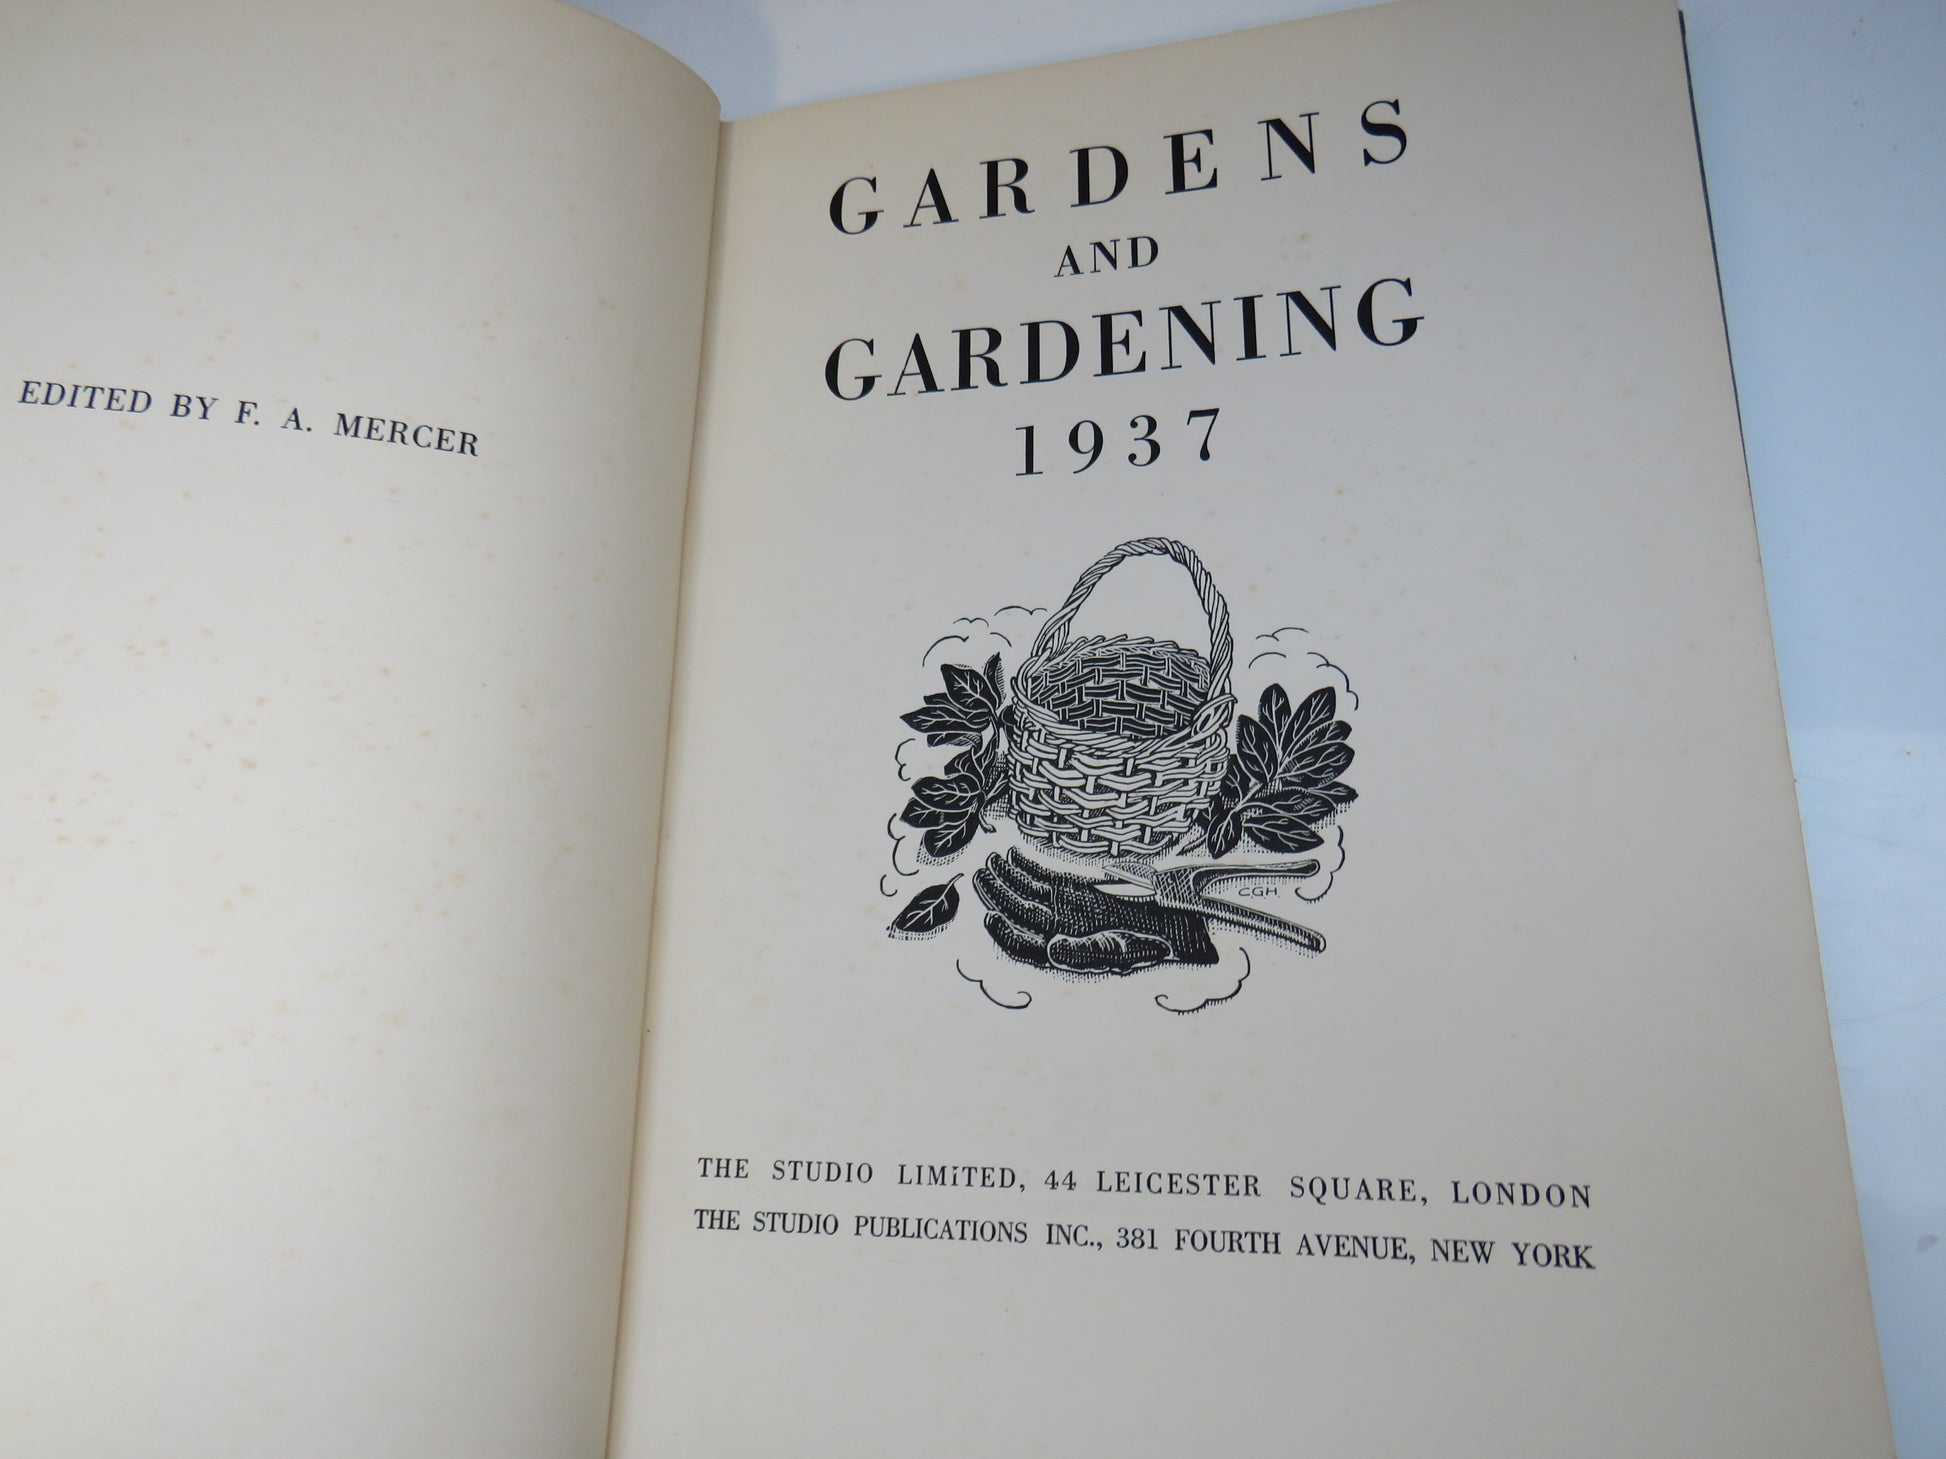 EDITED BY F. A. MERCER
GARDENS
AND
GARDENING
1937
CGH
THE STUDIO LIMITED, 44 LEICESTER SQUARE, LONDON
THE STUDIO PUBLICATIONS INC., 381 FOURTH AVENUE, NEW YORK